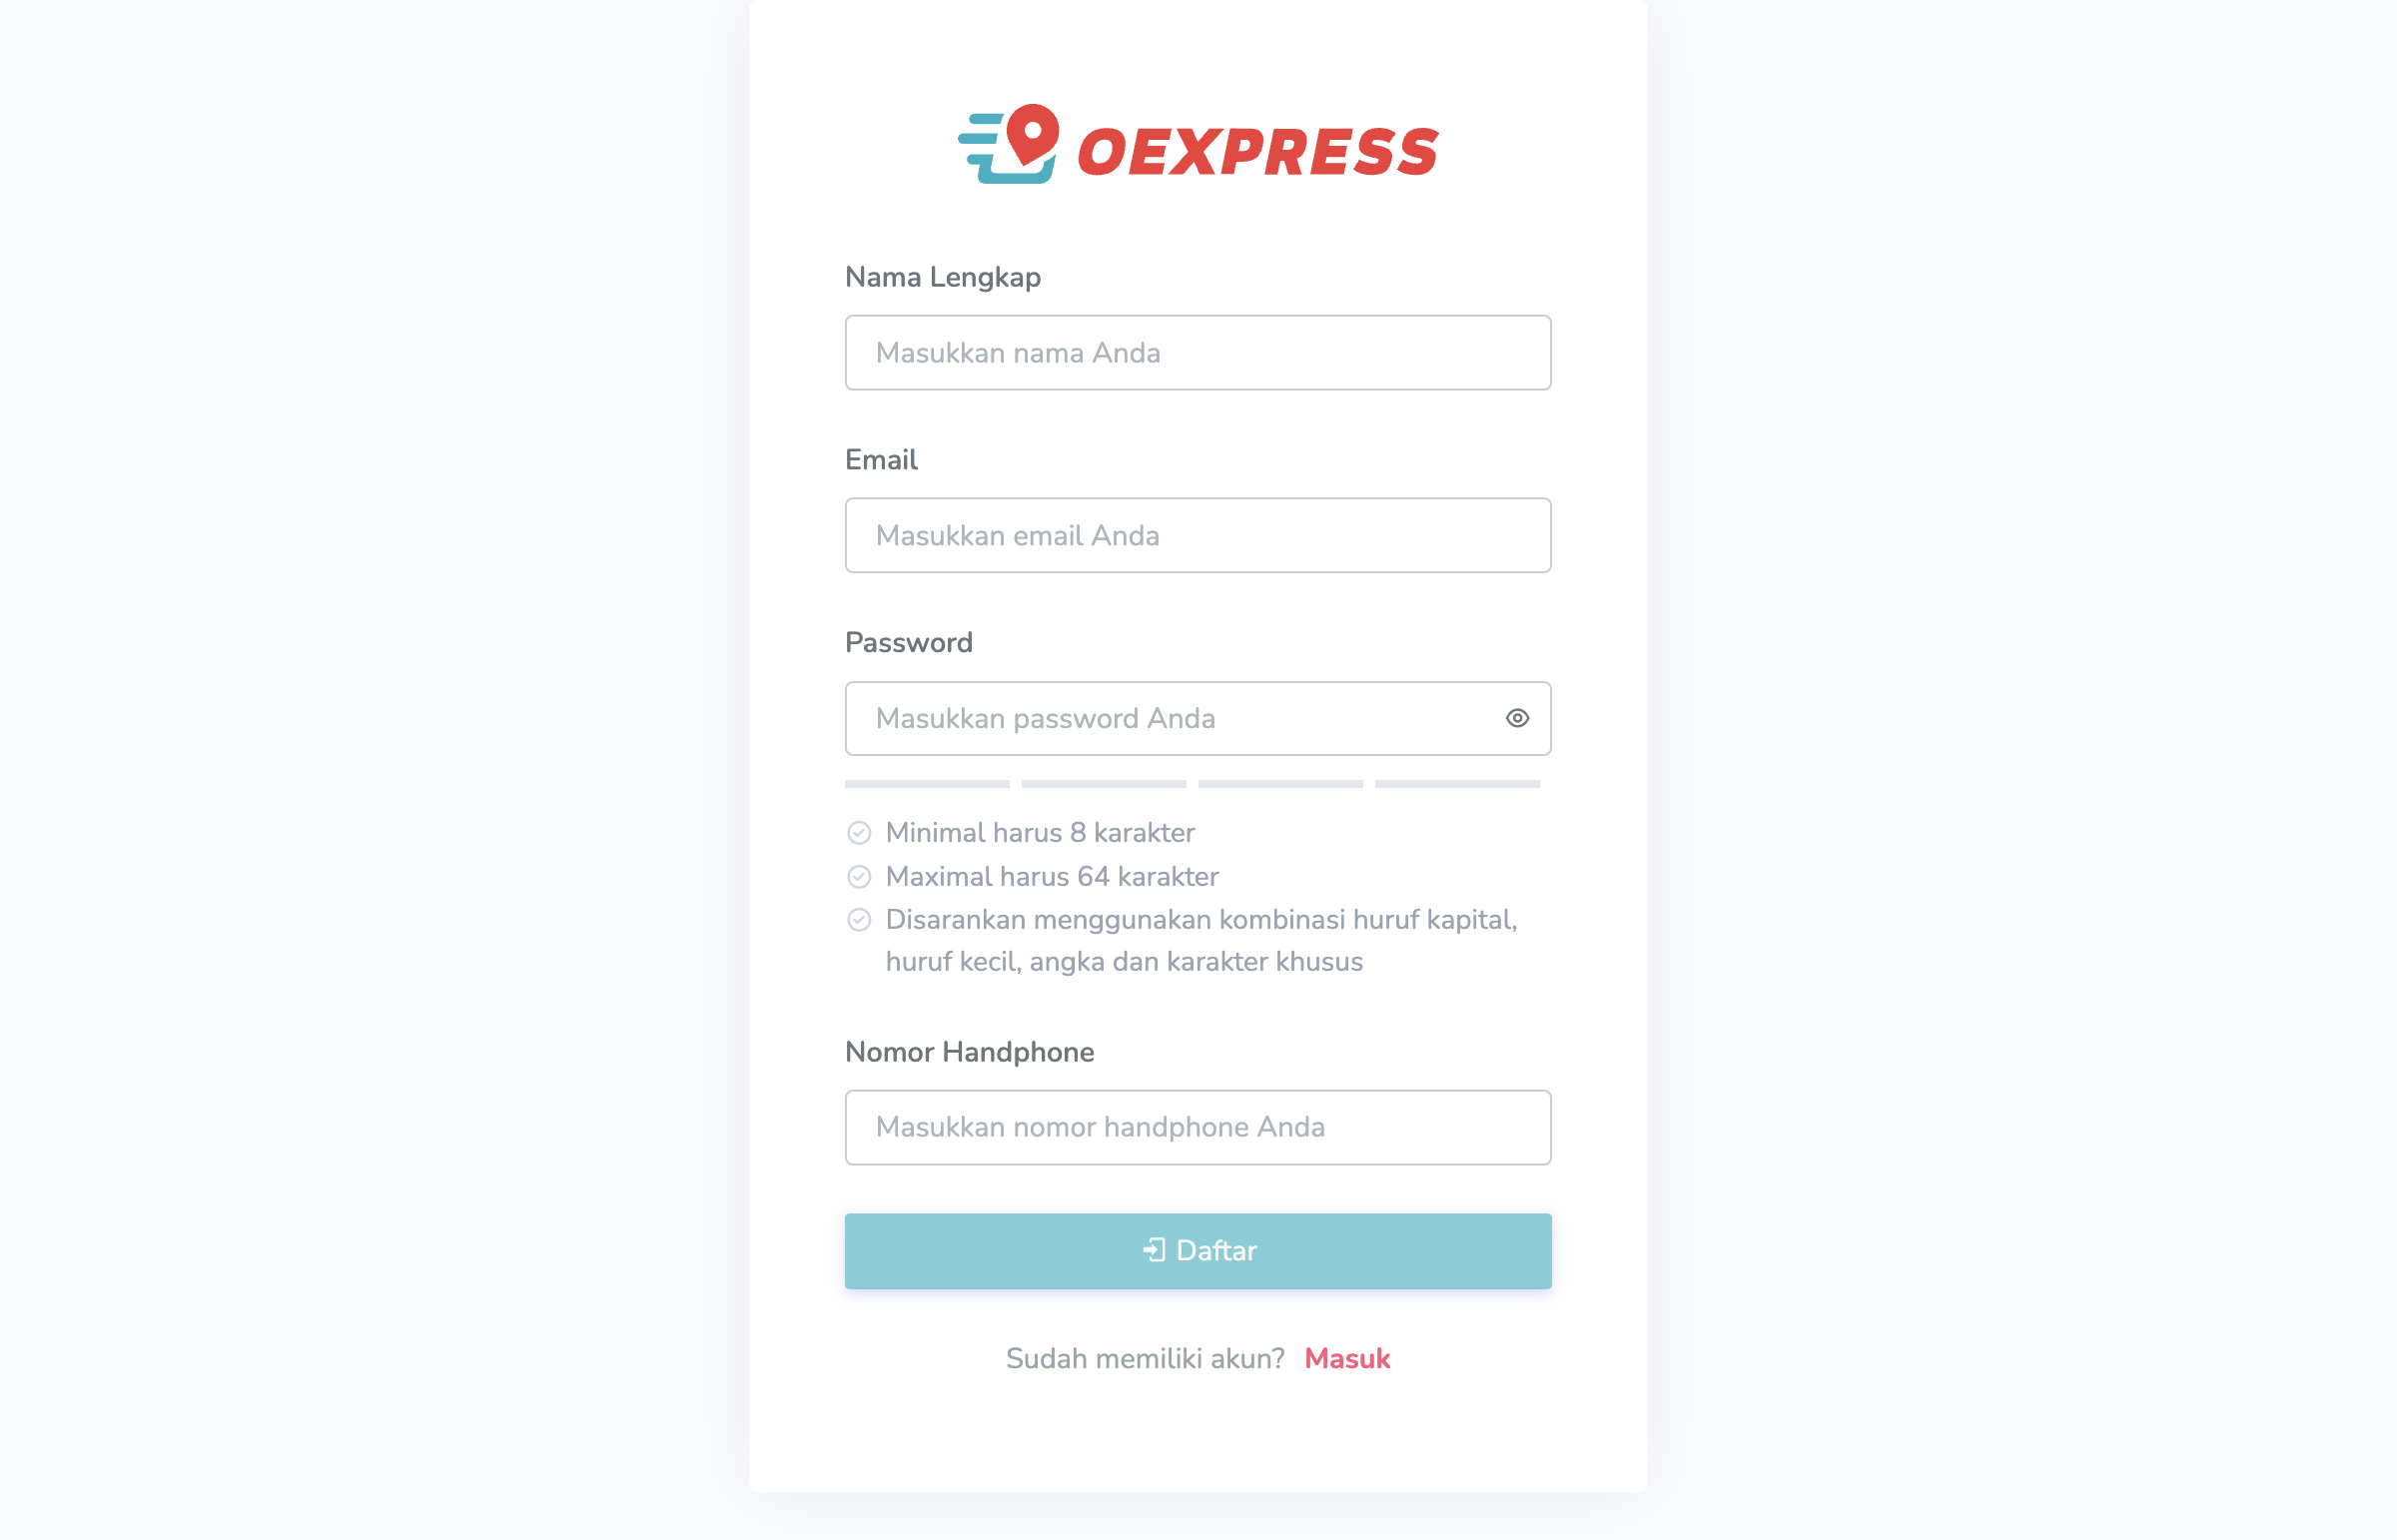 OEXPRESS
Nama Lengkap
Masukkan nama Anda
Email
Masukkan email Anda
Password
Masukkan password Anda
Minimal harus 8 karakter
Maximal harus 64 karakter
Disarankan menggunakan kombinasi huruf kapital,
huruf kecil, angka dan karakter khusus
Nomor Handphone
Masukkan nomor handphone Anda
Daftar
Sudah memiliki akun? Masuk